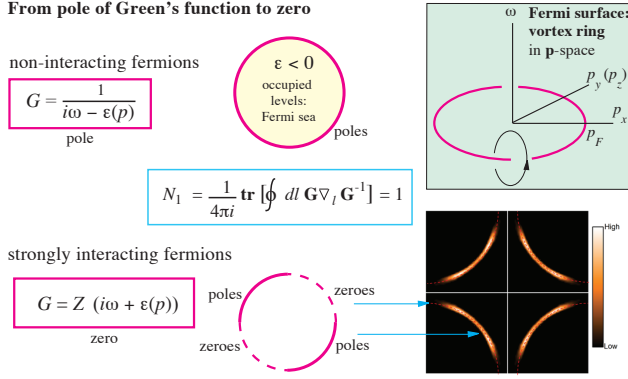 From pole of Green's function to zero
non-interacting fermions
G = 1 / (iω – ε(p))
pole
ε < 0
occupied
levels:
Fermi sea
poles
ω
Fermi surface:
vortex ring
in p-space
p_y (p_z)
p_x
p_F
N_1 = 1/(4πi) tr [∮ dl G∇_l G^-1] = 1
strongly interacting fermions
G = Z (iω + ε(p))
zero
poles
zeroes
zeroes
poles
High
Low